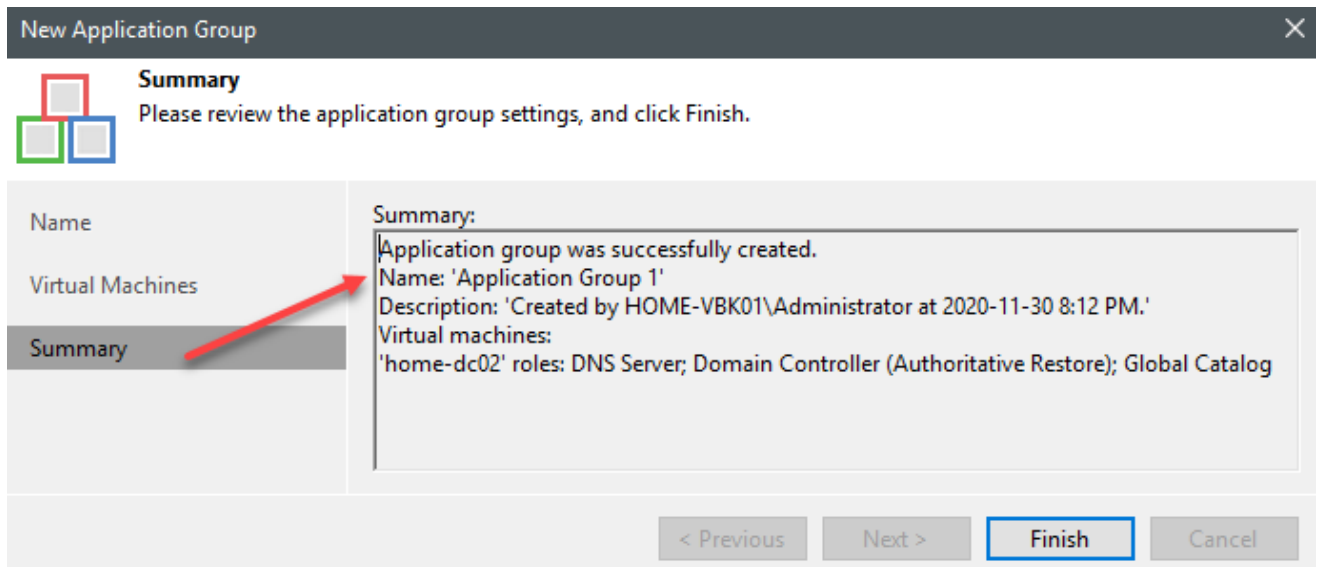 New Application Group
Summary
Please review the application group settings, and click Finish.
Name
Virtual Machines
Summary
Summary:
Application group was successfully created.
Name: 'Application Group 1'
Description: 'Created by HOME-VBK01\Administrator at 2020-11-30 8:12 PM.'
Virtual machines:
'home-dc02' roles: DNS Server; Domain Controller (Authoritative Restore); Global Catalog
< Previous
Next >
Finish
Cancel